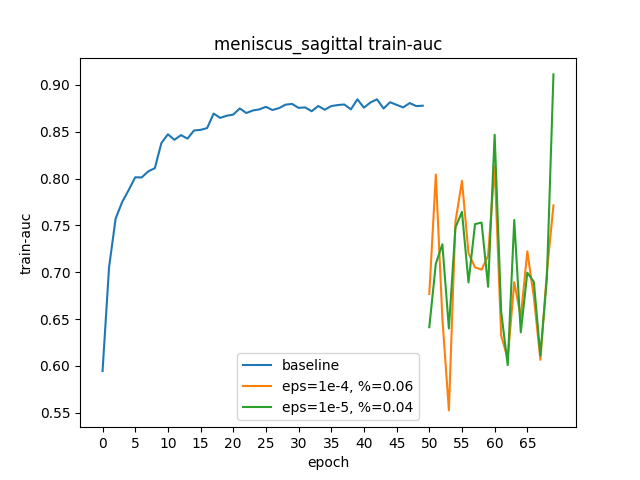 meniscus_sagittal train-auc
0.90
0.85
0.80
0.75
0.70
0.65
0.60
0.55
train-auc
baseline
eps=1e-4, %=0.06
eps=1e-5, %=0.04
0 5 10 15 20 25 30 35 40 45 50 55 60 65
epoch